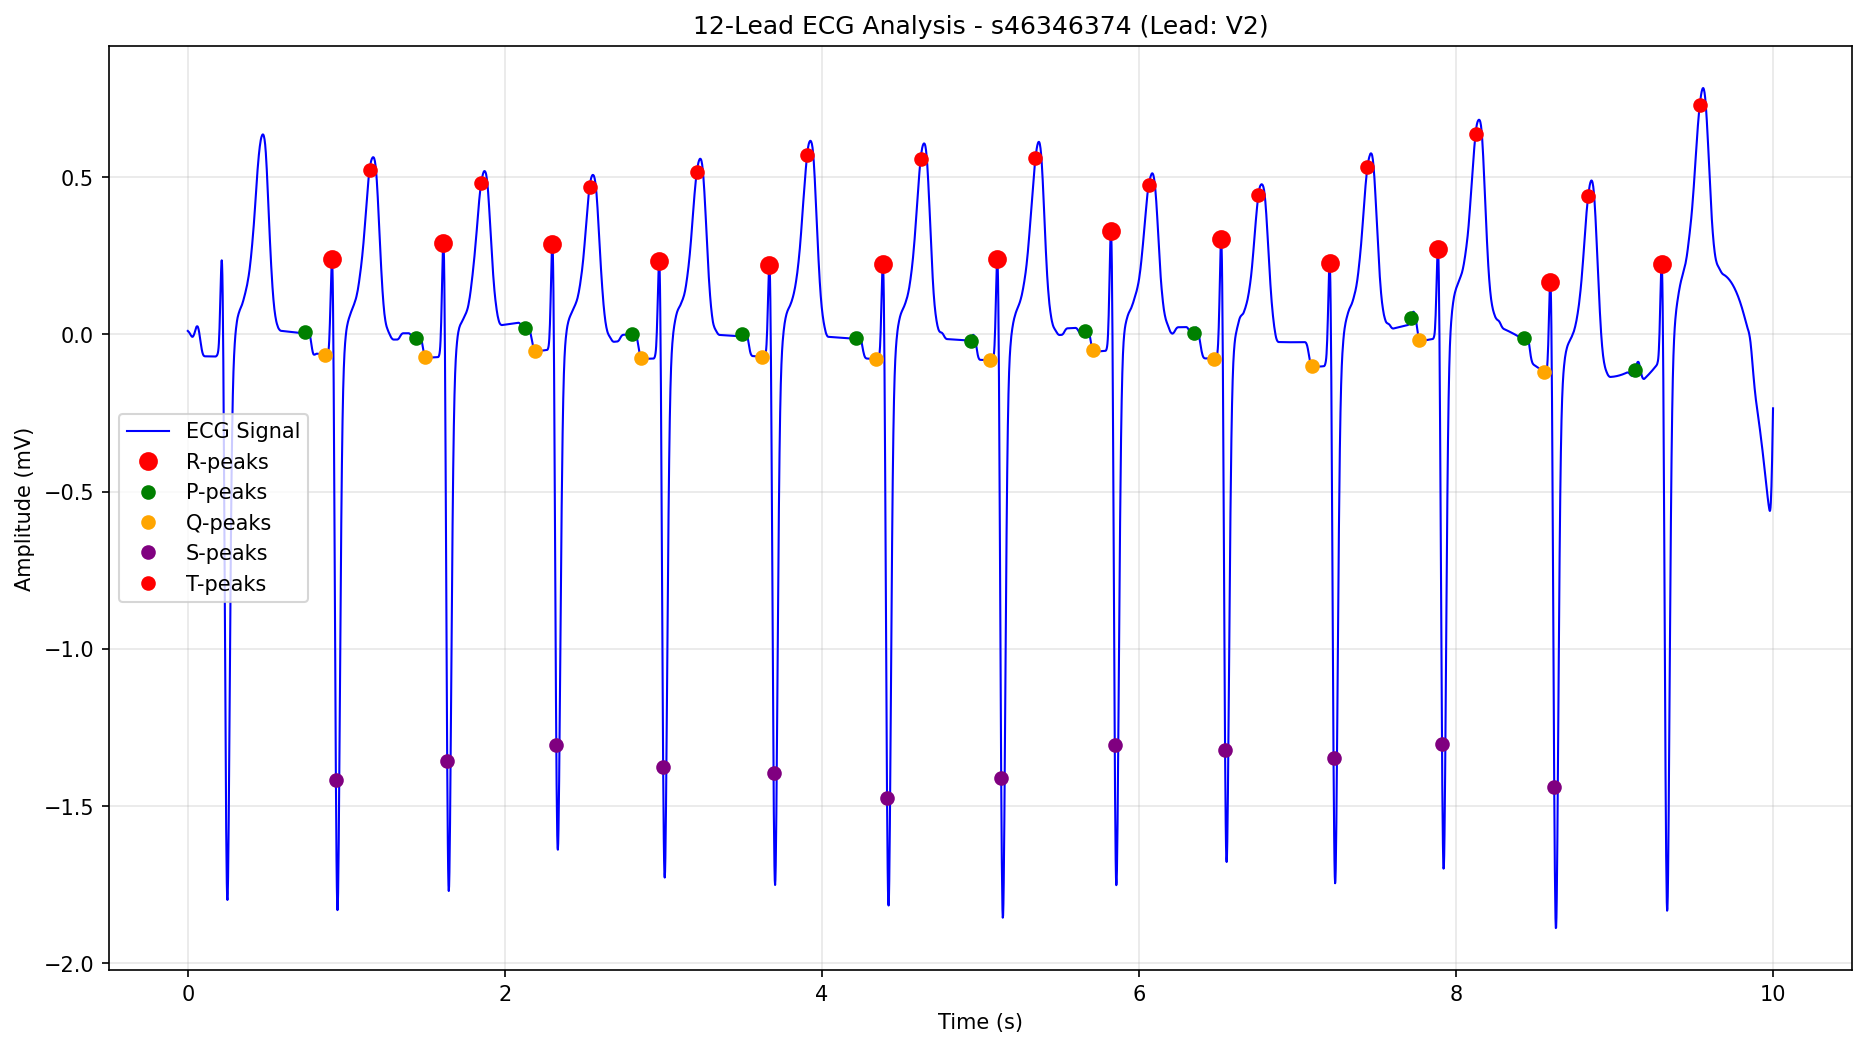 12-Lead ECG Analysis - s46346374 (Lead: V2)
0.5
0.0
−0.5
−1.0
−1.5
−2.0
Amplitude (mV)
ECG Signal
R-peaks
P-peaks
Q-peaks
S-peaks
T-peaks
0 2 4 6 8 10
Time (s)